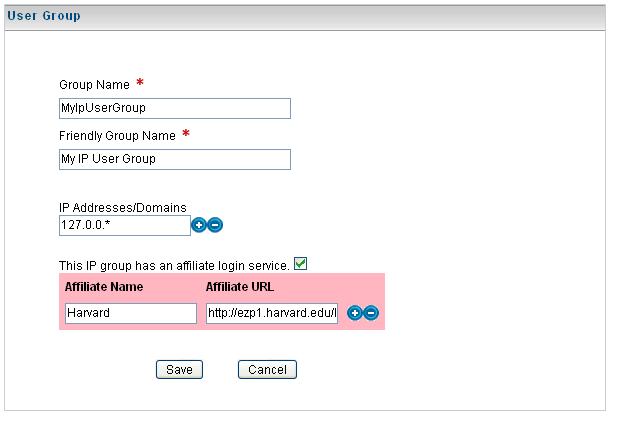 User Group
Group Name *
MyIpUserGroup
Friendly Group Name *
My IP User Group
IP Addresses/Domains
127.0.0.*
This IP group has an affiliate login service.
Affiliate Name Affiliate URL
Harvard http://ezp1.harvard.edu/l
Save Cancel